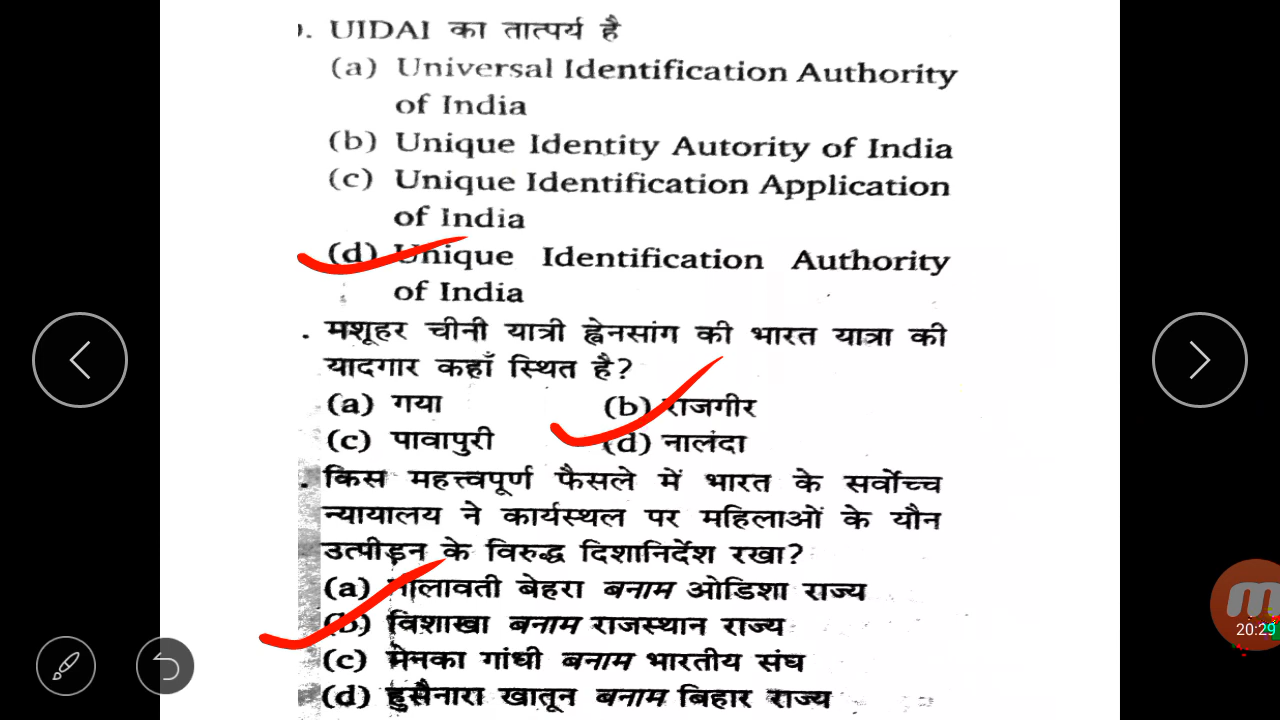 . UIDAI का तात्पर्य है
(a) Universal Identification Authority
of India
(b) Unique Identity Autority of India
(c) Unique Identification Application
of India
(d) Unique Identification Authority
of India
. मशूहर चीनी यात्री ह्वेनसांग की भारत यात्रा की
यादगार कहाँ स्थित है?
(a) गया (b) राजगीर
(c) पावापुरी (d) नालंदा
. किस महत्त्वपूर्ण फैसले में भारत के सर्वोच्च
न्यायालय ने कार्यस्थल पर महिलाओं के यौन
उत्पीड़न के विरुद्ध दिशानिर्देश रखा?
(a) बेहरा बनाम ओडिशा राज्य
(b) विशाखा बनाम राजस्थान राज्य
(c) मेनका गांधी बनाम भारतीय संघ
(d) हुसैनारा खातून बनाम बिहार राज्य
20:29